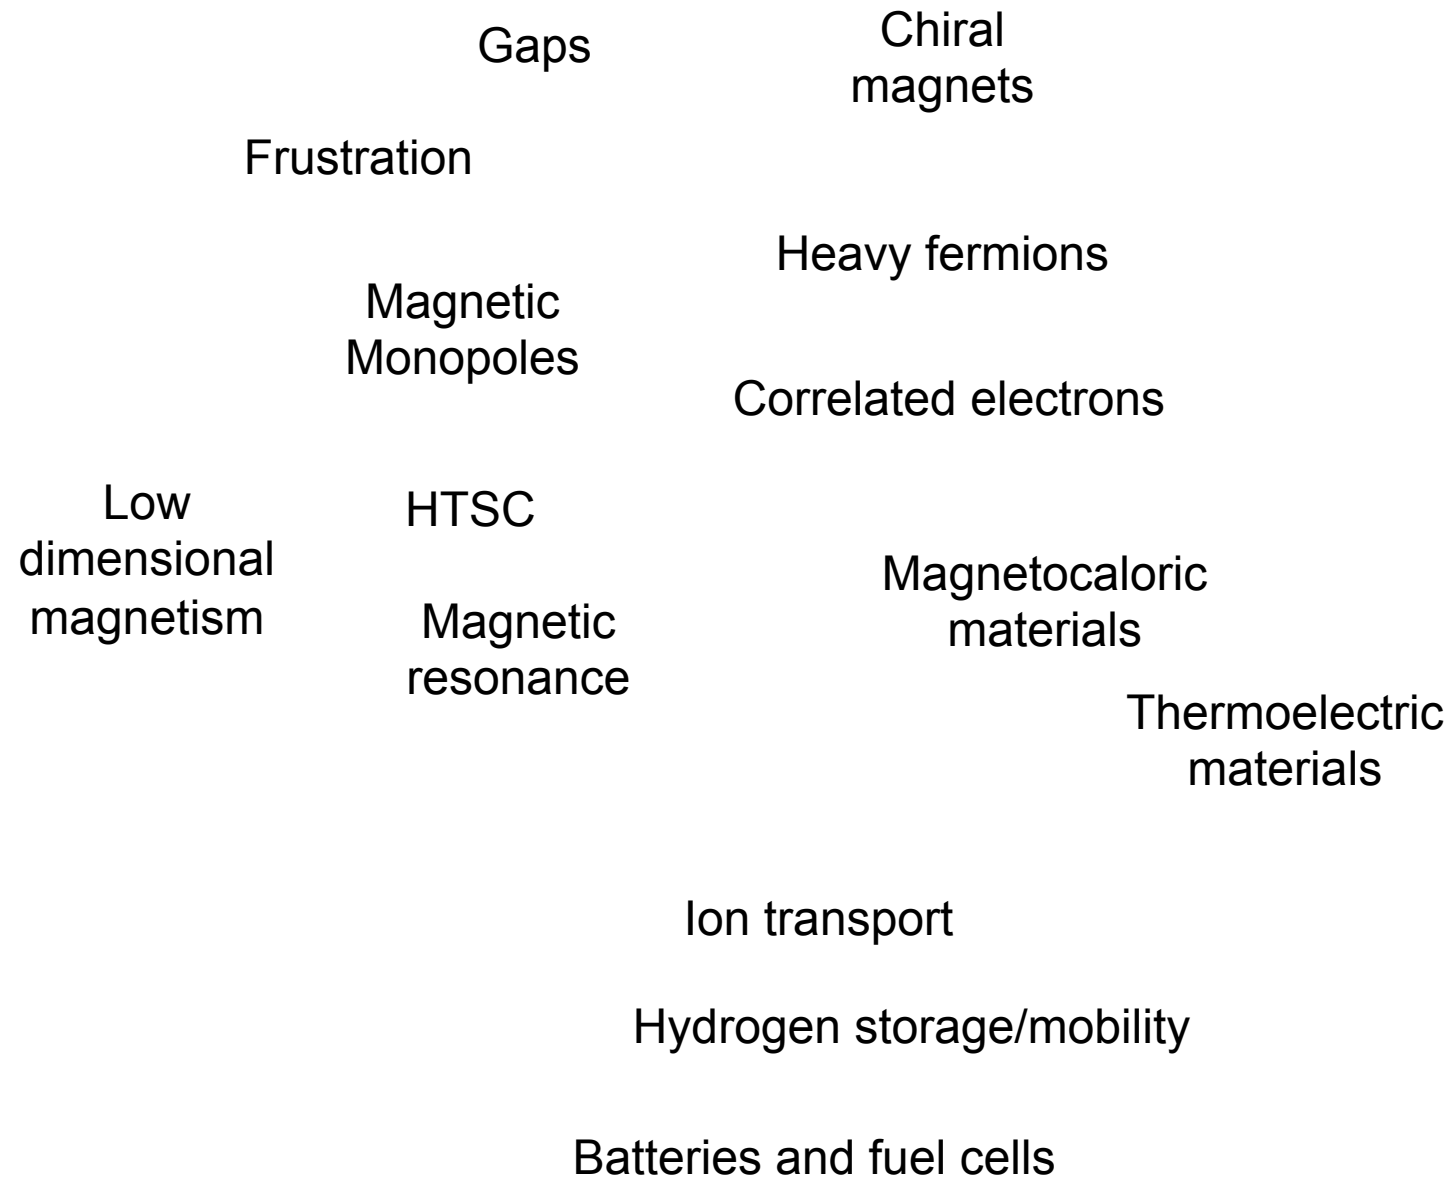 Gaps
Chiral
magnets
Frustration
Heavy fermions
Magnetic
Monopoles
Correlated electrons
Low
dimensional
magnetism
HTSC
Magnetic
resonance
Magnetocaloric
materials
Thermoelectric
materials
Ion transport
Hydrogen storage/mobility
Batteries and fuel cells